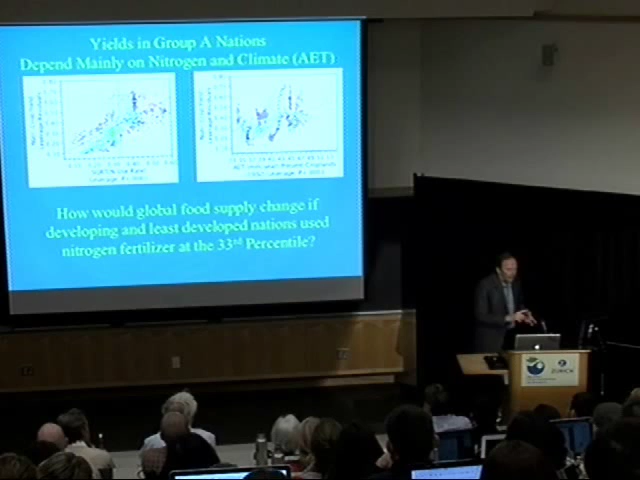 Yields in Group A Nations
Depend Mainly on Nitrogen and Climate (AET)
How would global food supply change if
developing and least developed nations used
nitrogen fertilizer at the 33rd Percentile?
ZURICH